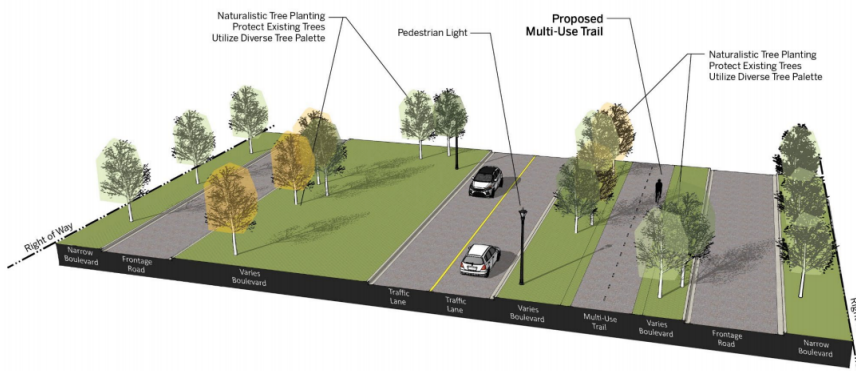 Naturalistic Tree Planting
Protect Existing Trees
Utilize Diverse Tree Palette
Pedestrian Light
Proposed
Multi-Use Trail
Naturalistic Tree Planting
Protect Existing Trees
Utilize Diverse Tree Palette
Right of Way
Narrow
Boulevard
Frontage
Road
Varies
Boulevard
Traffic
Lane
Traffic
Lane
Varies
Boulevard
Multi-Use
Trail
Varies
Boulevard
Frontage
Road
Narrow
Boulevard